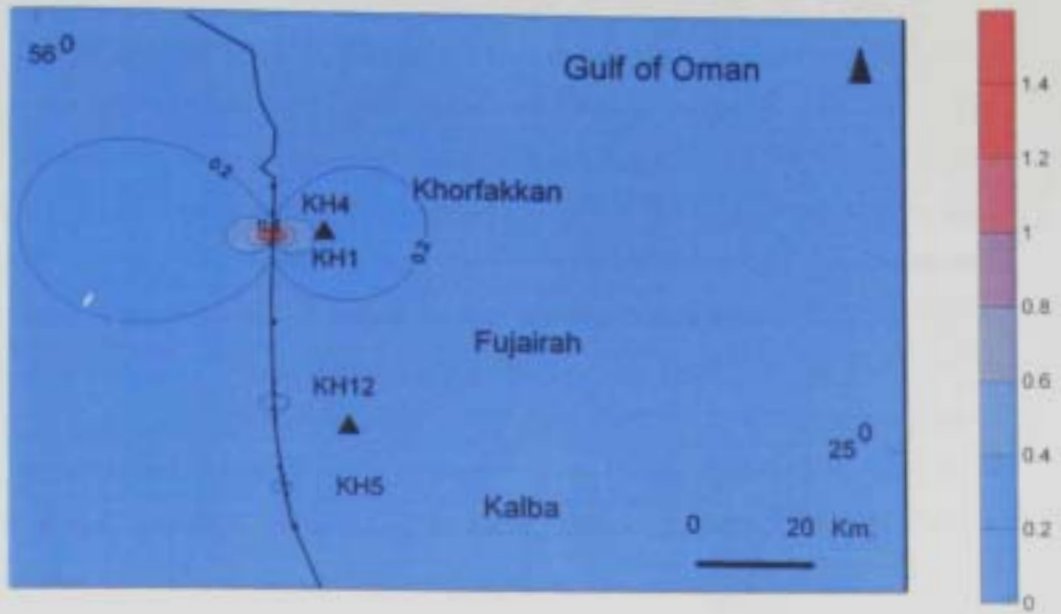 56⁰
Gulf of Oman
0.2
Khorfakkan
KH4
KH1
0.2
Fujairah
KH12
25⁰
KH5
Kalba
0 20 Km.
1.4
1.2
1
0.8
0.6
0.4
0.2
0